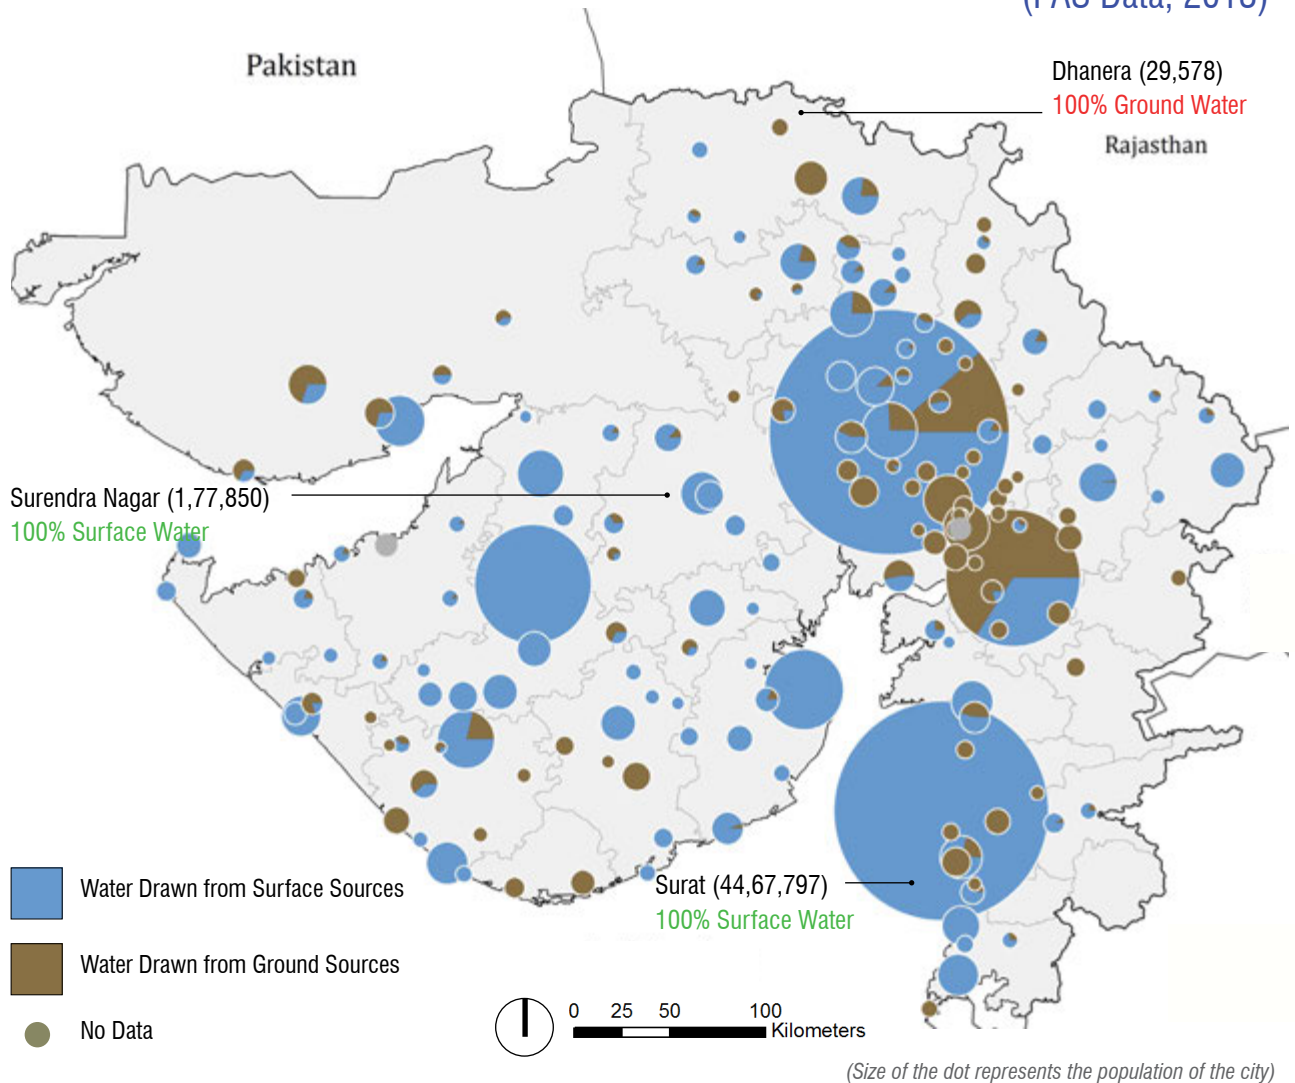 Pakistan
Dhanera (29,578)
100% Ground Water
Rajasthan
Surendra Nagar (1,77,850)
100% Surface Water
Surat (44,67,797)
100% Surface Water
Water Drawn from Surface Sources
Water Drawn from Ground Sources
No Data
0 25 50 100
Kilometers
(Size of the dot represents the population of the city)